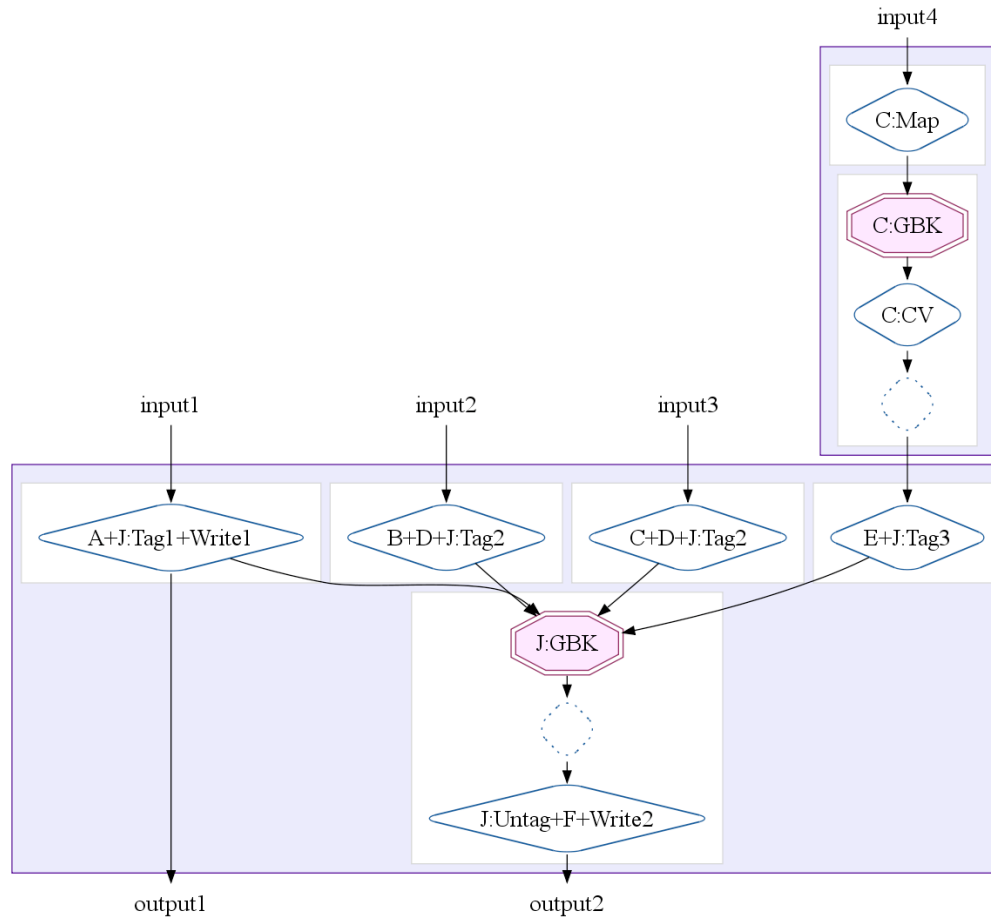 input4
C:Map
C:GBK
C:CV
input1
input2
input3
A+J:Tag1+Write1
B+D+J:Tag2
C+D+J:Tag2
E+J:Tag3
J:GBK
J:Untag+F+Write2
output1
output2